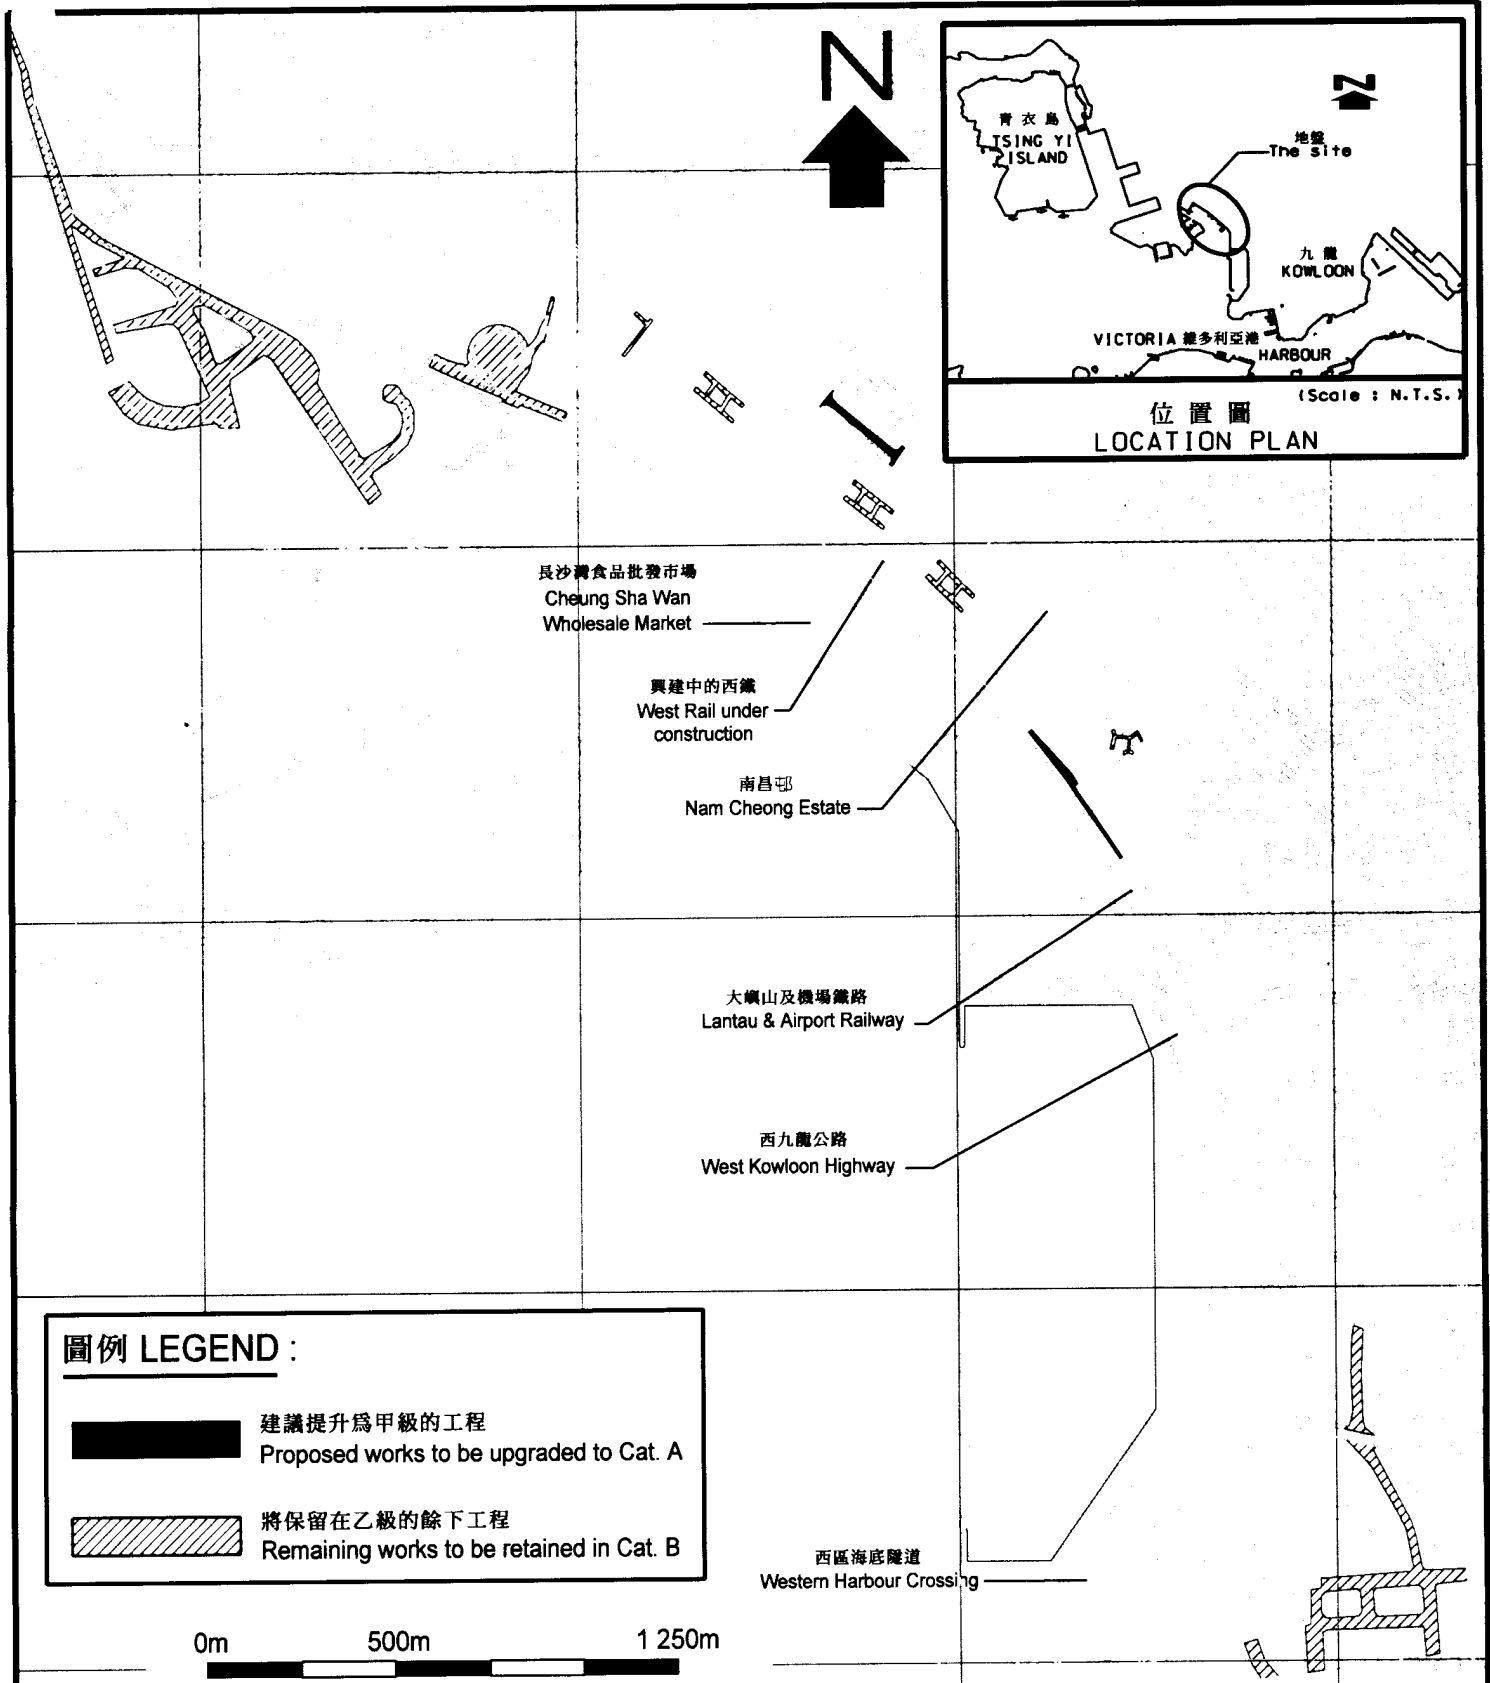 N
N
青衣島
TSING YI
ISLAND
地盤
The site
九龍
KOWLOON
VICTORIA 維多利亞港
HARBOUR
(Scale : N.T.S.)
位置圖
LOCATION PLAN
長沙灣食品批發市場
Cheung Sha Wan
Wholesale Market
興建中的西鐵
West Rail under
construction
南昌邨
Nam Cheong Estate
大嶼山及機場鐵路
Lantau & Airport Railway
西九龍公路
West Kowloon Highway
圖例 LEGEND :
建議提升為甲級的工程
Proposed works to be upgraded to Cat. A
將保留在乙級的餘下工程
Remaining works to be retained in Cat. B
西區海底隧道
Western Harbour Crossing
0m 500m 1 250m